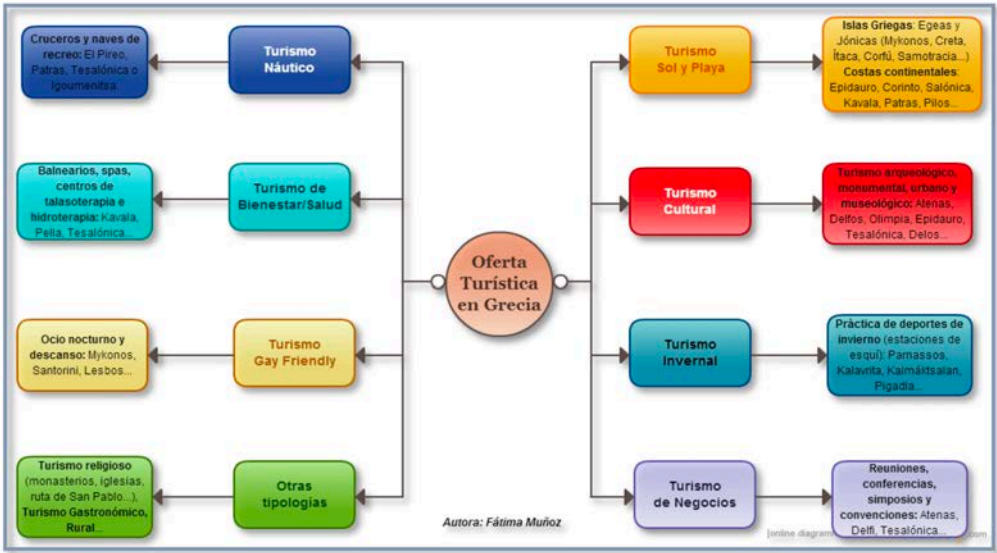 Cruceros y naves de
recreo: El Pireo,
Patras, Tesalónica o
Igoumenitsa.
Turismo
Náutico
Balnearios, spas,
centros de
talasoterapia e
hidroterapia: Kavala,
Pella, Tesalónica...
Turismo de
Bienestar/Salud
Ocio nocturno y
descanso: Mykonos,
Santorini, Lesbos...
Turismo
Gay Friendly
Turismo religioso
(monasterios, iglesías,
ruta de San Pablo...),
Turismo Gastronómico,
Rural...
Otras
tipologías
Oferta
Turística
en Grecia
Turismo
Sol y Playa
Islas Griegas: Egeas y
Jónicas (Mykonos, Creta,
Ítaca, Corfú, Samotracia...)
Costas continentales:
Epidauro, Corinto, Salónica,
Kavala, Patras, Pilos...
Turismo
Cultural
Turismo arqueológico,
monumental, urbano y
museológico: Atenas,
Delfos, Olimpia, Epidauro,
Tesalónica, Delos...
Turismo
Invernal
Práctica de deportes de
invierno (estaciones de
esquí): Parnassos,
Kalavrita, Kaimáktsalan,
Pigadia...
Turismo
de Negocios
Reuniones,
conferencias,
simposios y
convenciones: Atenas,
Delfi, Tesalónica...
Autora: Fátima Muñoz
online diagram
com